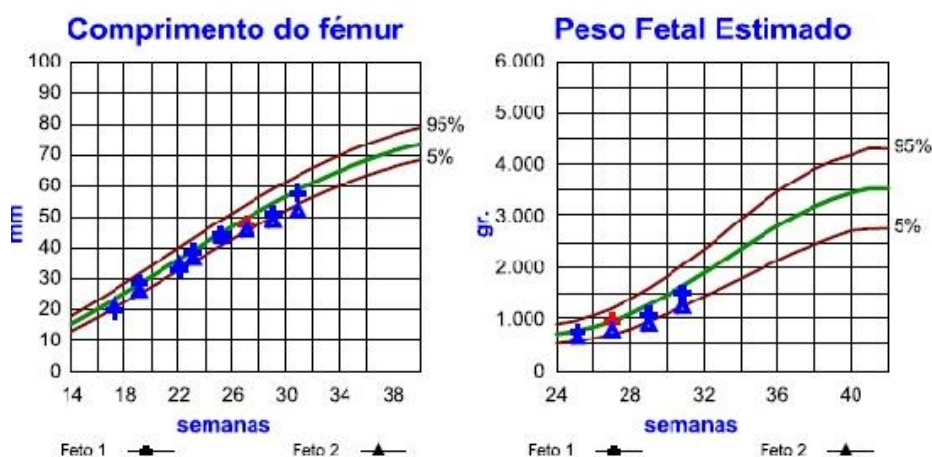 Comprimento do fémur
100
90
80
70
60
50
40
30
20
10
0
mm
95%
5%
14 18 22 26 30 34 38
semanas
Feto 1 Feto 2
Peso Fetal Estimado
6.000
5.000
4.000
3.000
2.000
1.000
0
gr.
95%
5%
24 28 32 36 40
semanas
Feto 1 Feto 2